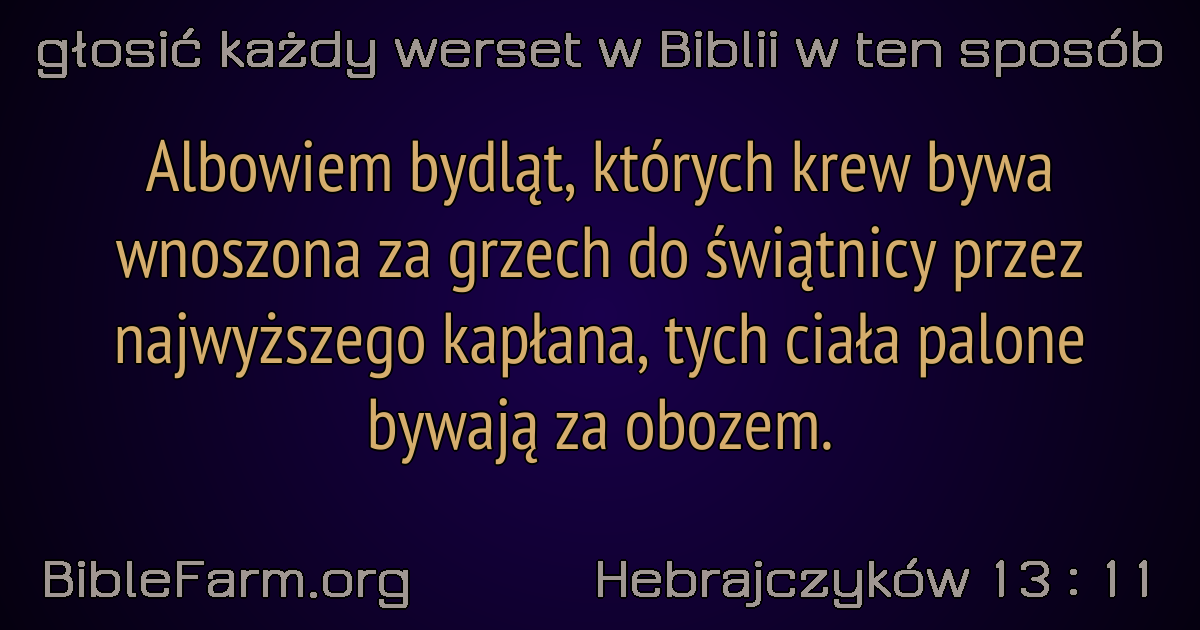 głosić każdy werset w Biblii w ten sposób
Albowiem bydląt, których krew bywa
wnoszona za grzech do świątnicy przez
najwyższego kapłana, tych ciała palone
bywają za obozem.
BibleFarm.org
Hebrajczyków 13 : 11